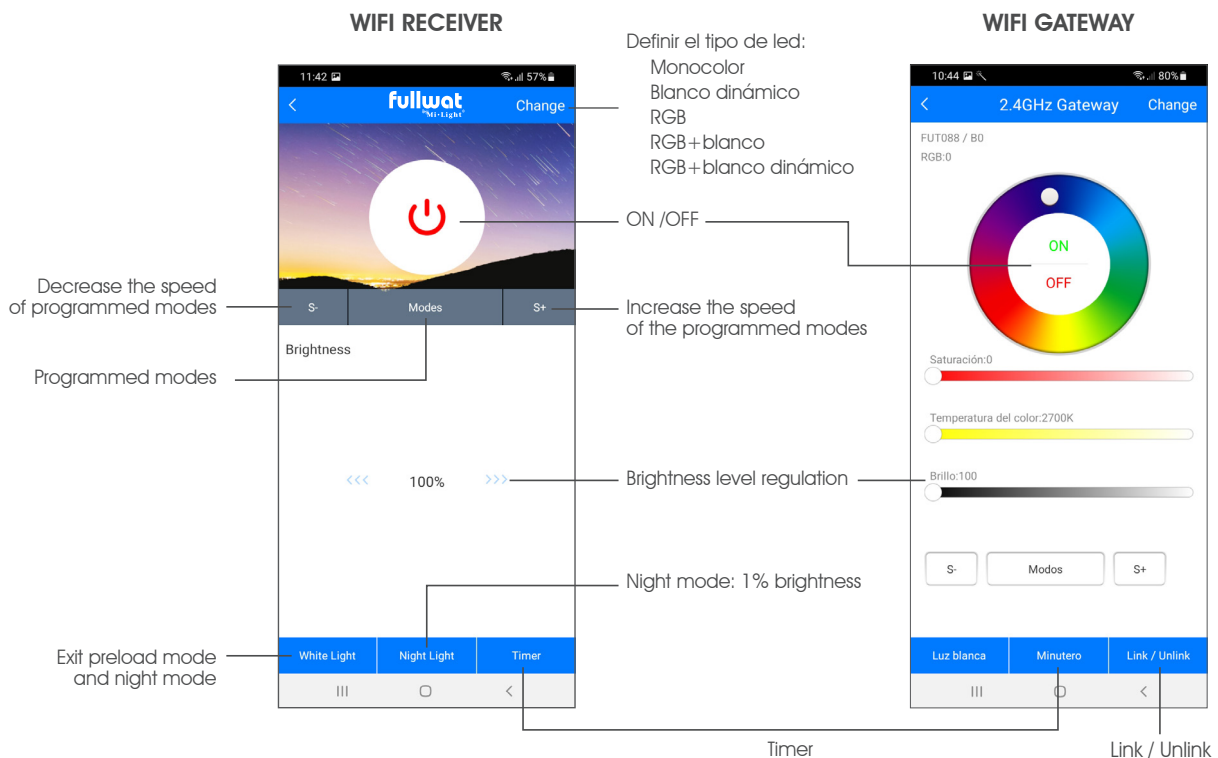 WIFI RECEIVER
WIFI GATEWAY
Definir el tipo de led:
Monocolor
Blanco dinámico
RGB
RGB+blanco
RGB+blanco dinámico
11:42
57%
fullwat
by Mi·Light
Change
ON /OFF
Decrease the speed
of programmed modes
S-
Modes
S+
Increase the speed
of the programmed modes
Brightness
Programmed modes
<<< 100% >>>
Brightness level regulation
Night mode: 1% brightness
Exit preload mode
and night mode
White Light
Night Light
Timer
10:44
80%
2.4GHz Gateway
Change
FUT088 / B0
RGB:0
ON
OFF
Saturación:0
Temperatura del color:2700K
Brillo:100
S-
Modos
S+
Luz blanca
Minutero
Link / Unlink
Timer
Link / Unlink